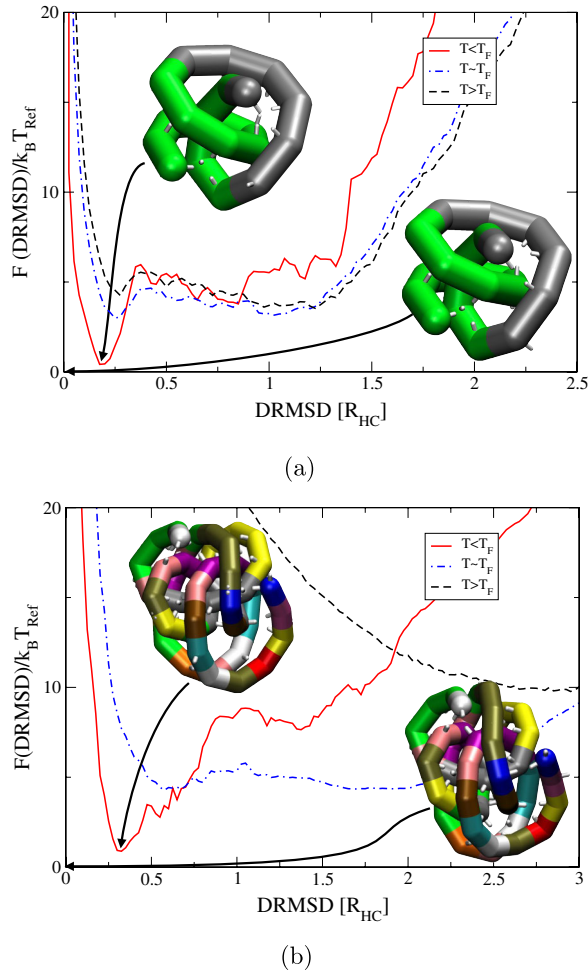 20
10
0
F (DRMSD)/k_B T_Ref
T<T_F
T~T_F
T>T_F
0 0.5 1 1.5 2 2.5
DRMSD [R_HC]
(a)
20
10
0
F(DRMSD)/k_B T_Ref
T<T_F
T~T_F
T>T_F
0 0.5 1 1.5 2 2.5 3
DRMSD [R_HC]
(b)